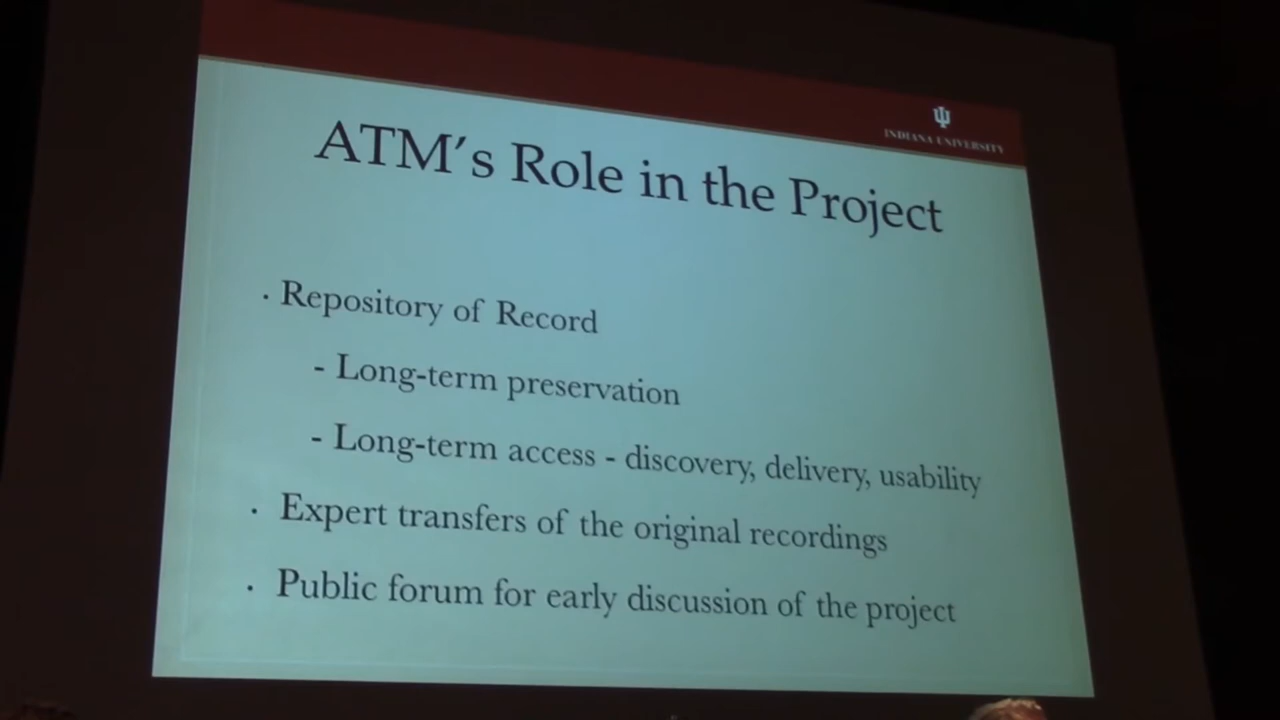 INDIANA UNIVERSITY
ATM's Role in the Project
· Repository of Record
- Long-term preservation
- Long-term access - discovery, delivery, usability
· Expert transfers of the original recordings
· Public forum for early discussion of the project